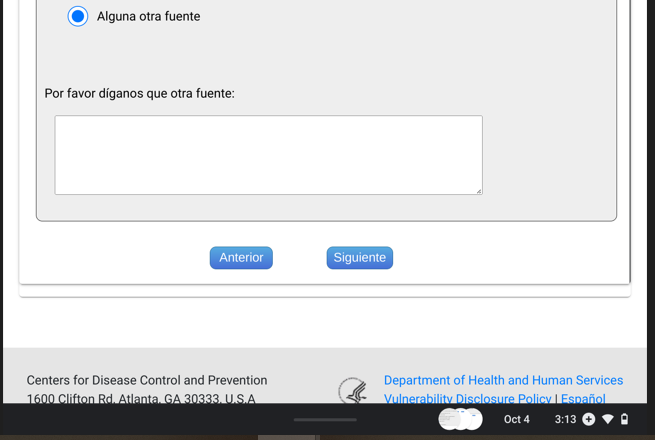 Alguna otra fuente
Por favor díganos que otra fuente:
Anterior
Siguiente
Centers for Disease Control and Prevention
1600 Clifton Rd. Atlanta, GA 30333, U.S.A
Department of Health and Human Services
Vulnerability Disclosure Policy | Español
Oct 4
3:13